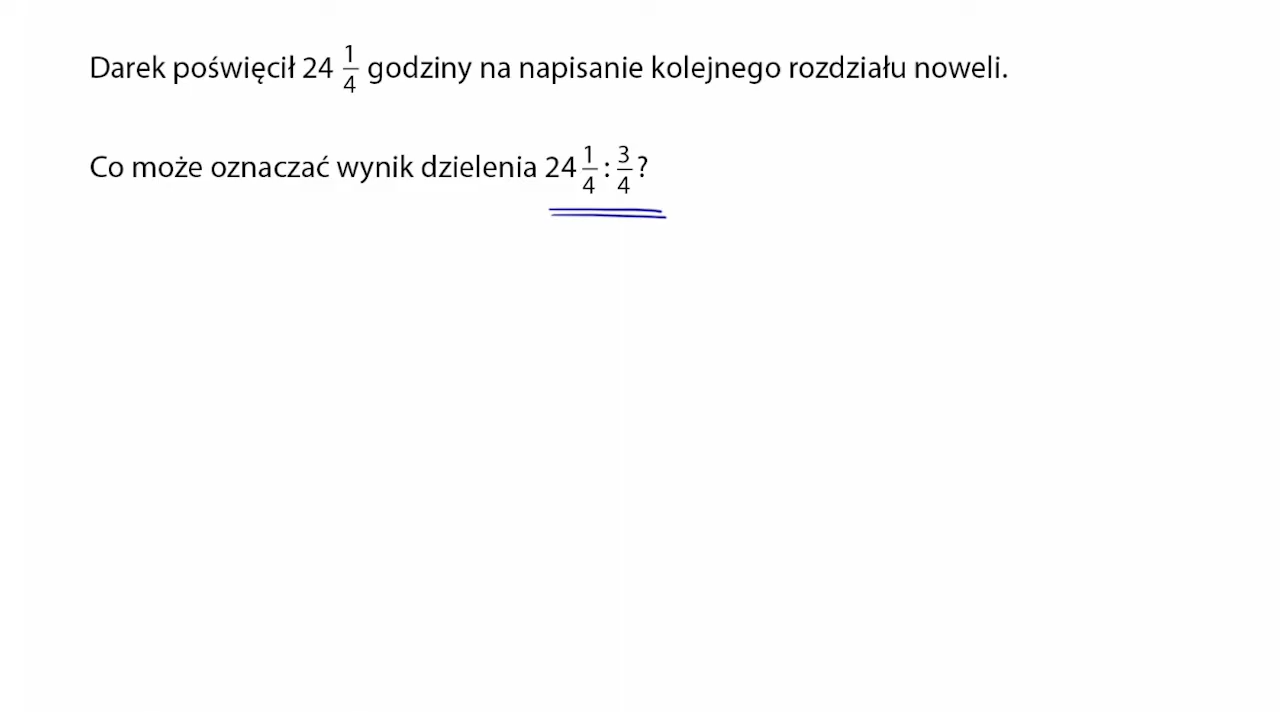 Darek poświęcił 24 1/4 godziny na napisanie kolejnego rozdziału noweli.
Co może oznaczać wynik dzielenia 24 1/4 : 3/4 ?